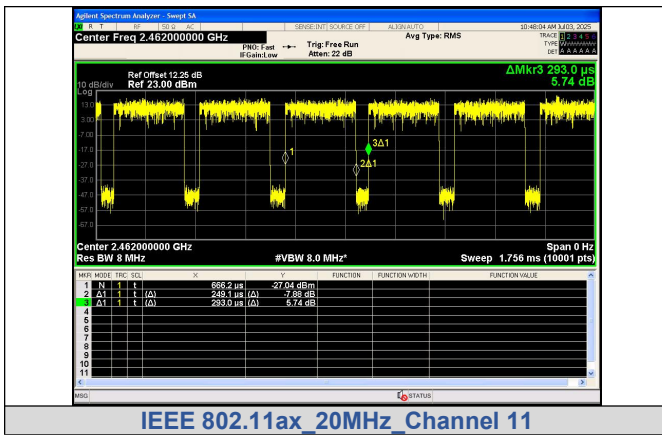 Agilent Spectrum Analyzer - Swept SA
R T RF 50 Ω AC SENSE:INT SOURCE OFF ALIGN AUTO 10:48:04 AM Jul 03, 2025
Center Freq 2.462000000 GHz Avg Type: RMS TRACE 1 2 3 4 5 6
PNO: Fast Trig: Free Run TYPE
IFGain:Low Atten: 22 dB DET A A A A A A
ΔMkr3 293.0 µs
Ref Offset 12.25 dB
10 dB/div Ref 23.00 dBm 5.74 dB
Log
13.0
3.00
-7.00
-17.0
-27.0
-37.0
-47.0
-57.0
-67.0
1
3Δ1
2Δ1
Center 2.462000000 GHz Span 0 Hz
Res BW 8 MHz #VBW 8.0 MHz* Sweep 1.756 ms (10001 pts)
MKR MODE TRC SCL X Y FUNCTION FUNCTION WIDTH FUNCTION VALUE
1 N 1 t 666.2 µs -27.04 dBm
2 Δ1 1 t (Δ) 249.1 µs (Δ) -7.88 dB
3 Δ1 1 t (Δ) 293.0 µs (Δ) 5.74 dB
4
5
6
7
8
9
10
11
MSG STATUS
IEEE 802.11ax_20MHz_Channel 11